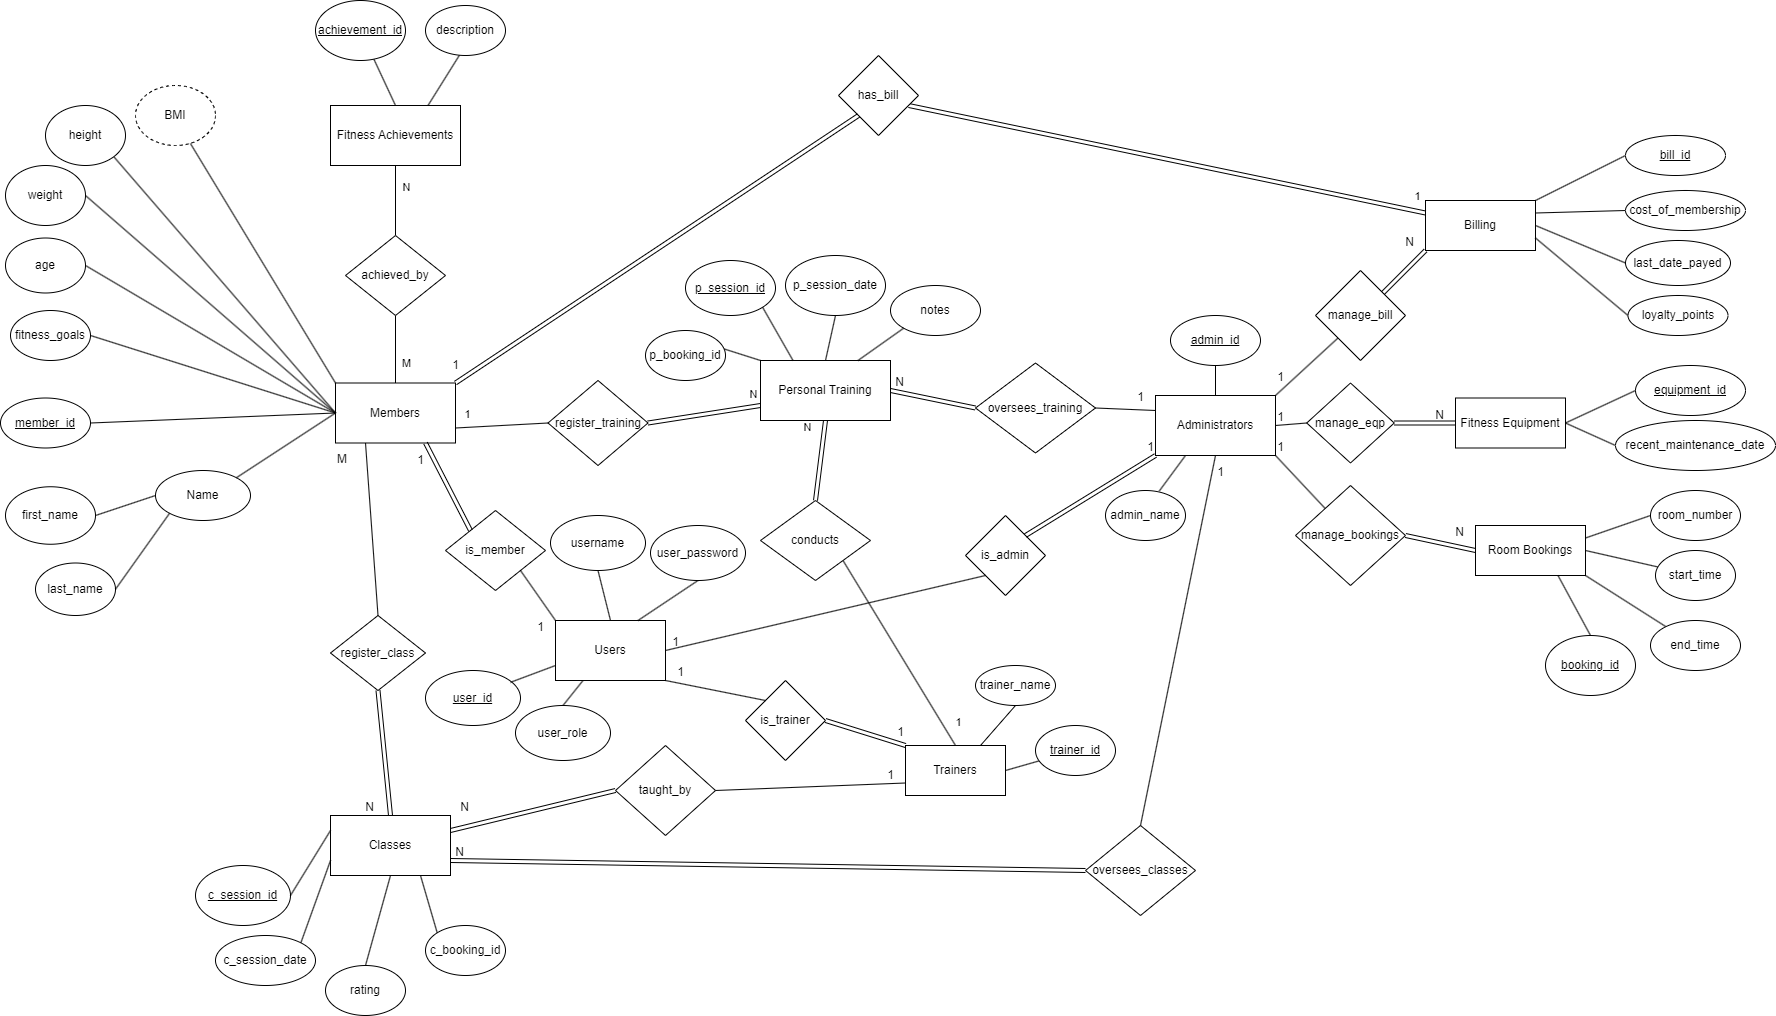 achievement_id
description
Fitness Achievements
N
achieved_by
M
BMI
height
weight
age
fitness_goals
member_id
Name
first_name
last_name
Members
1
has_bill
1
Billing
bill_id
cost_of_membership
last_date_payed
loyalty_points
N
manage_bill
1
1
register_training
N
p_session_id
p_session_date
notes
p_booking_id
Personal Training
N
oversees_training
1
admin_id
Administrators
admin_name
1
manage_eqp
N
Fitness Equipment
equipment_id
recent_maintenance_date
1
manage_bookings
N
Room Bookings
room_number
start_time
end_time
booking_id
M
register_class
N
1
is_member
1
username
user_password
Users
user_id
user_role
1
is_admin
1
1
is_trainer
1
N
conducts
1
trainer_name
trainer_id
Trainers
1
taught_by
N
Classes
c_session_id
c_session_date
rating
c_booking_id
N
oversees_classes
1